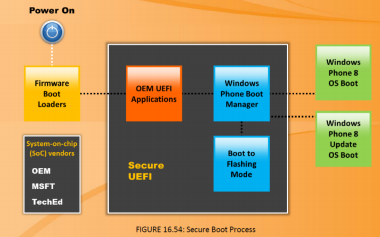 Power On
Firmware
Boot
Loaders
OEM UEFI
Applications
Windows
Phone Boot
Manager
Windows
Phone 8
OS Boot
Windows
Phone 8
Update
OS Boot
Boot to
Flashing
Mode
Secure
UEFI
System-on-chip
(SoC) vendors
OEM
MSFT
TechEd
FIGURE 16.54: Secure Boot Process